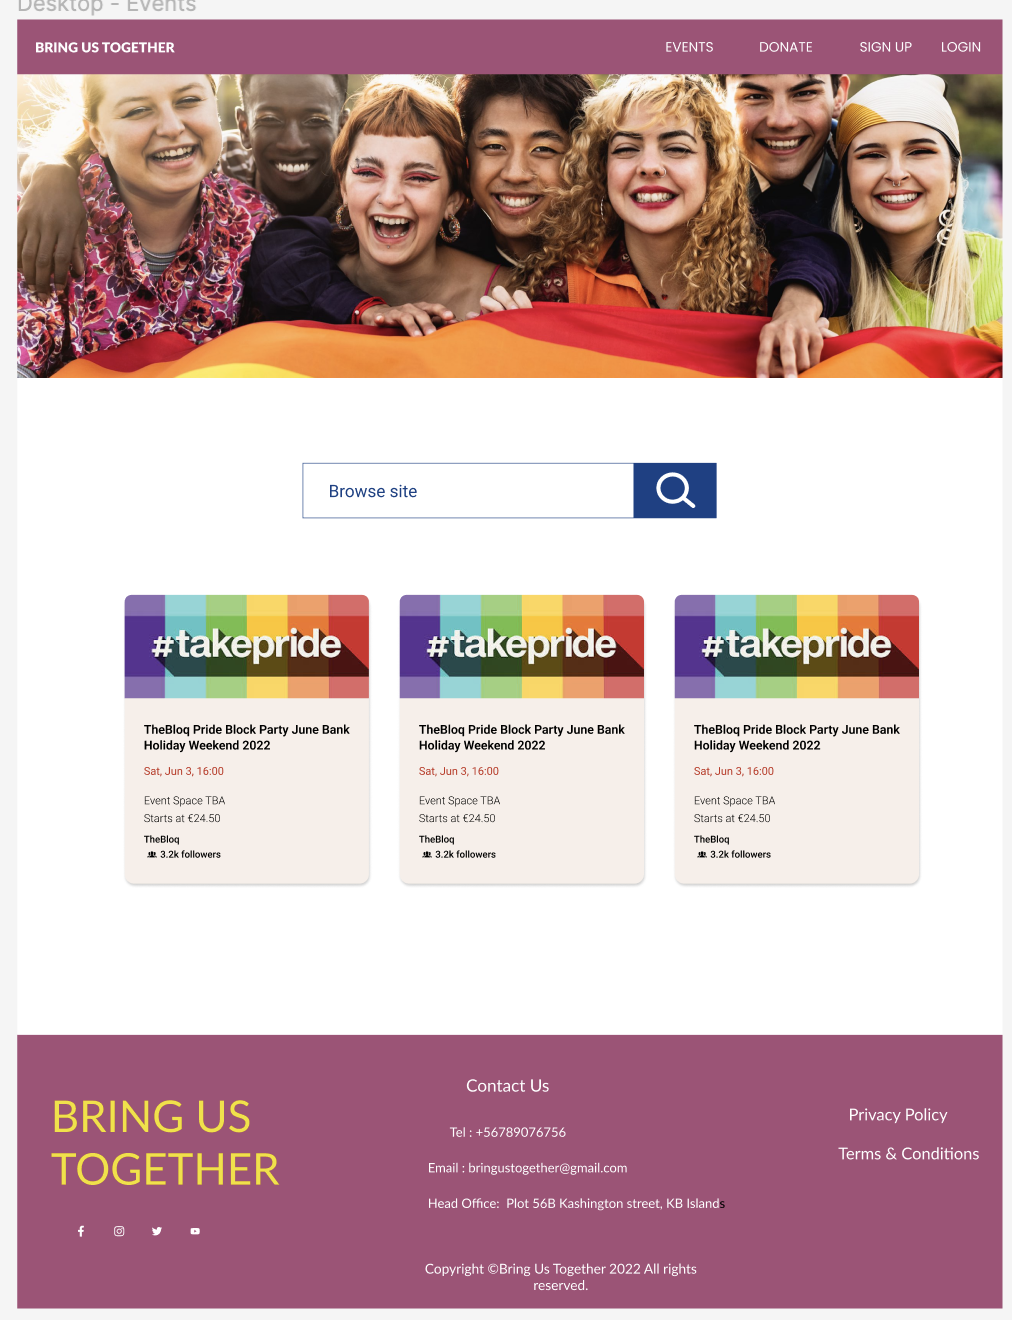 Desktop - Events
BRING US TOGETHER
EVENTS DONATE SIGN UP LOGIN
Browse site
#takepride
TheBloq Pride Block Party June Bank
Holiday Weekend 2022
Sat, Jun 3, 16:00
Event Space TBA
Starts at €24.50
TheBloq
3.2k followers
#takepride
TheBloq Pride Block Party June Bank
Holiday Weekend 2022
Sat, Jun 3, 16:00
Event Space TBA
Starts at €24.50
TheBloq
3.2k followers
#takepride
TheBloq Pride Block Party June Bank
Holiday Weekend 2022
Sat, Jun 3, 16:00
Event Space TBA
Starts at €24.50
TheBloq
3.2k followers
BRING US
TOGETHER
Contact Us
Tel : +56789076756
Email : bringustogether@gmail.com
Head Office:  Plot 56B Kashington street, KB Islands
Copyright ©Bring Us Together 2022 All rights
reserved.
Privacy Policy
Terms & Conditions